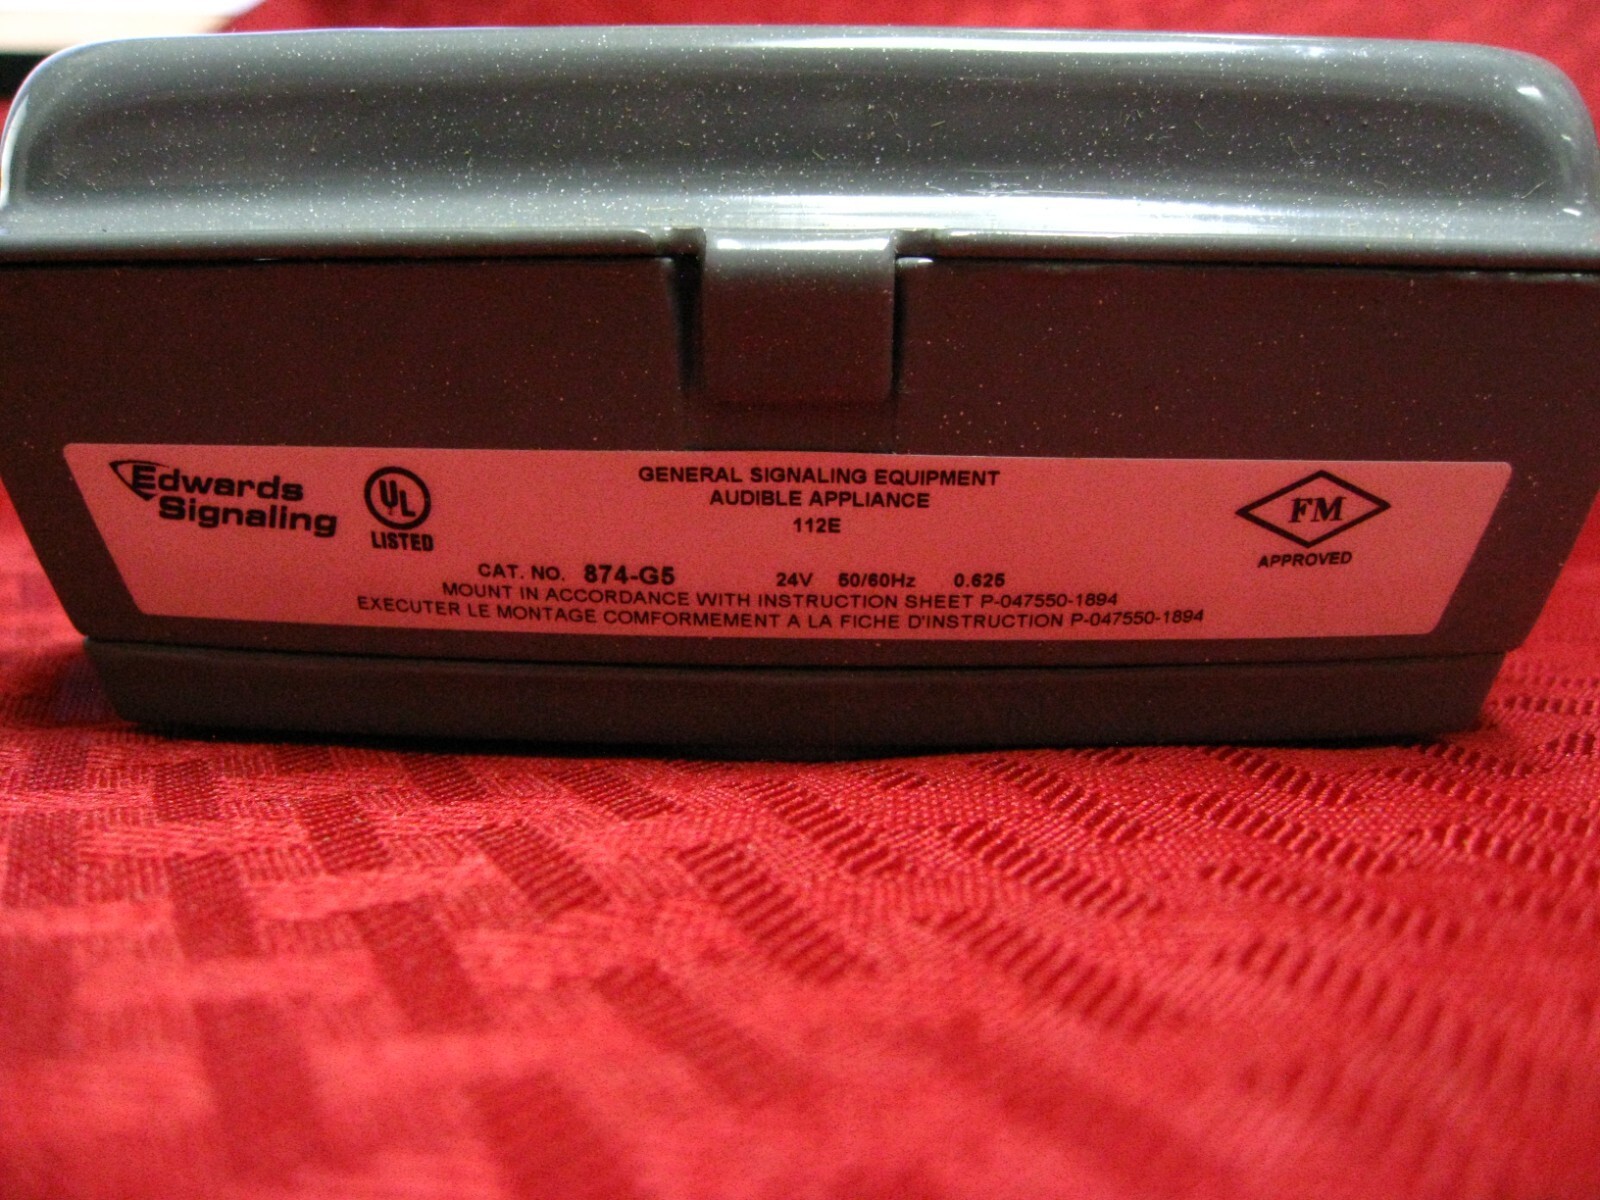 Edwards
Signaling
UL
LISTED
GENERAL SIGNALING EQUIPMENT
AUDIBLE APPLIANCE
112E
FM
APPROVED
CAT. NO. 874-G5 24V 50/60Hz 0.625
MOUNT IN ACCORDANCE WITH INSTRUCTION SHEET P-047550-1894
EXECUTER LE MONTAGE COMFORMEMENT A LA FICHE D'INSTRUCTION P-047550-1894